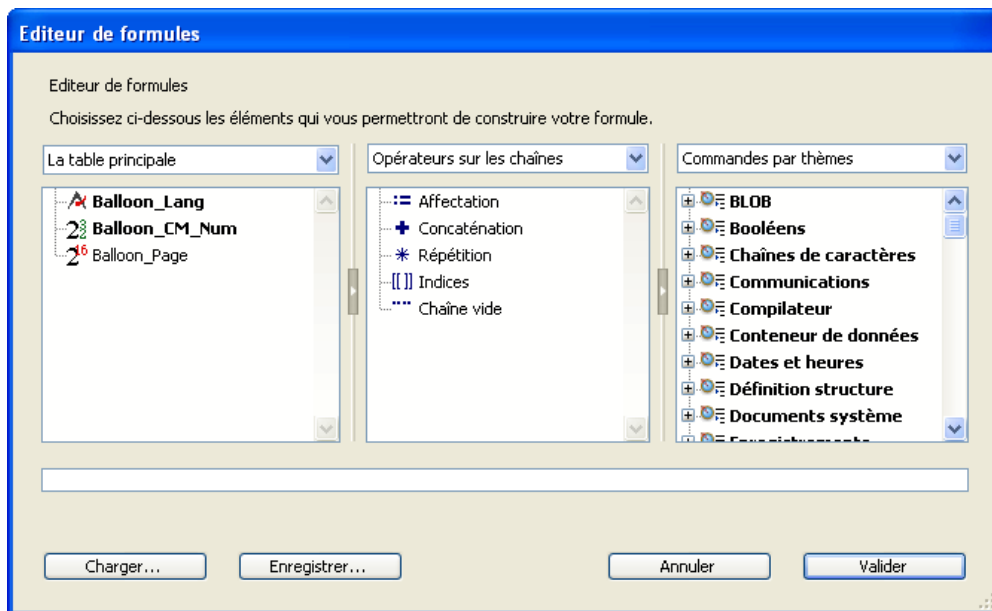 Editeur de formules
Editeur de formules
Choisissez ci-dessous les éléments qui vous permettront de construire votre formule.
La table principale
Opérateurs sur les chaînes
Commandes par thèmes
Balloon_Lang
Balloon_CM_Num
Balloon_Page
:= Affectation
+ Concaténation
* Répétition
[[ ]] Indices
"" Chaîne vide
BLOB
Booléens
Chaînes de caractères
Communications
Compilateur
Conteneur de données
Dates et heures
Définition structure
Documents système
Enregistrements
Charger...
Enregistrer...
Annuler
Valider